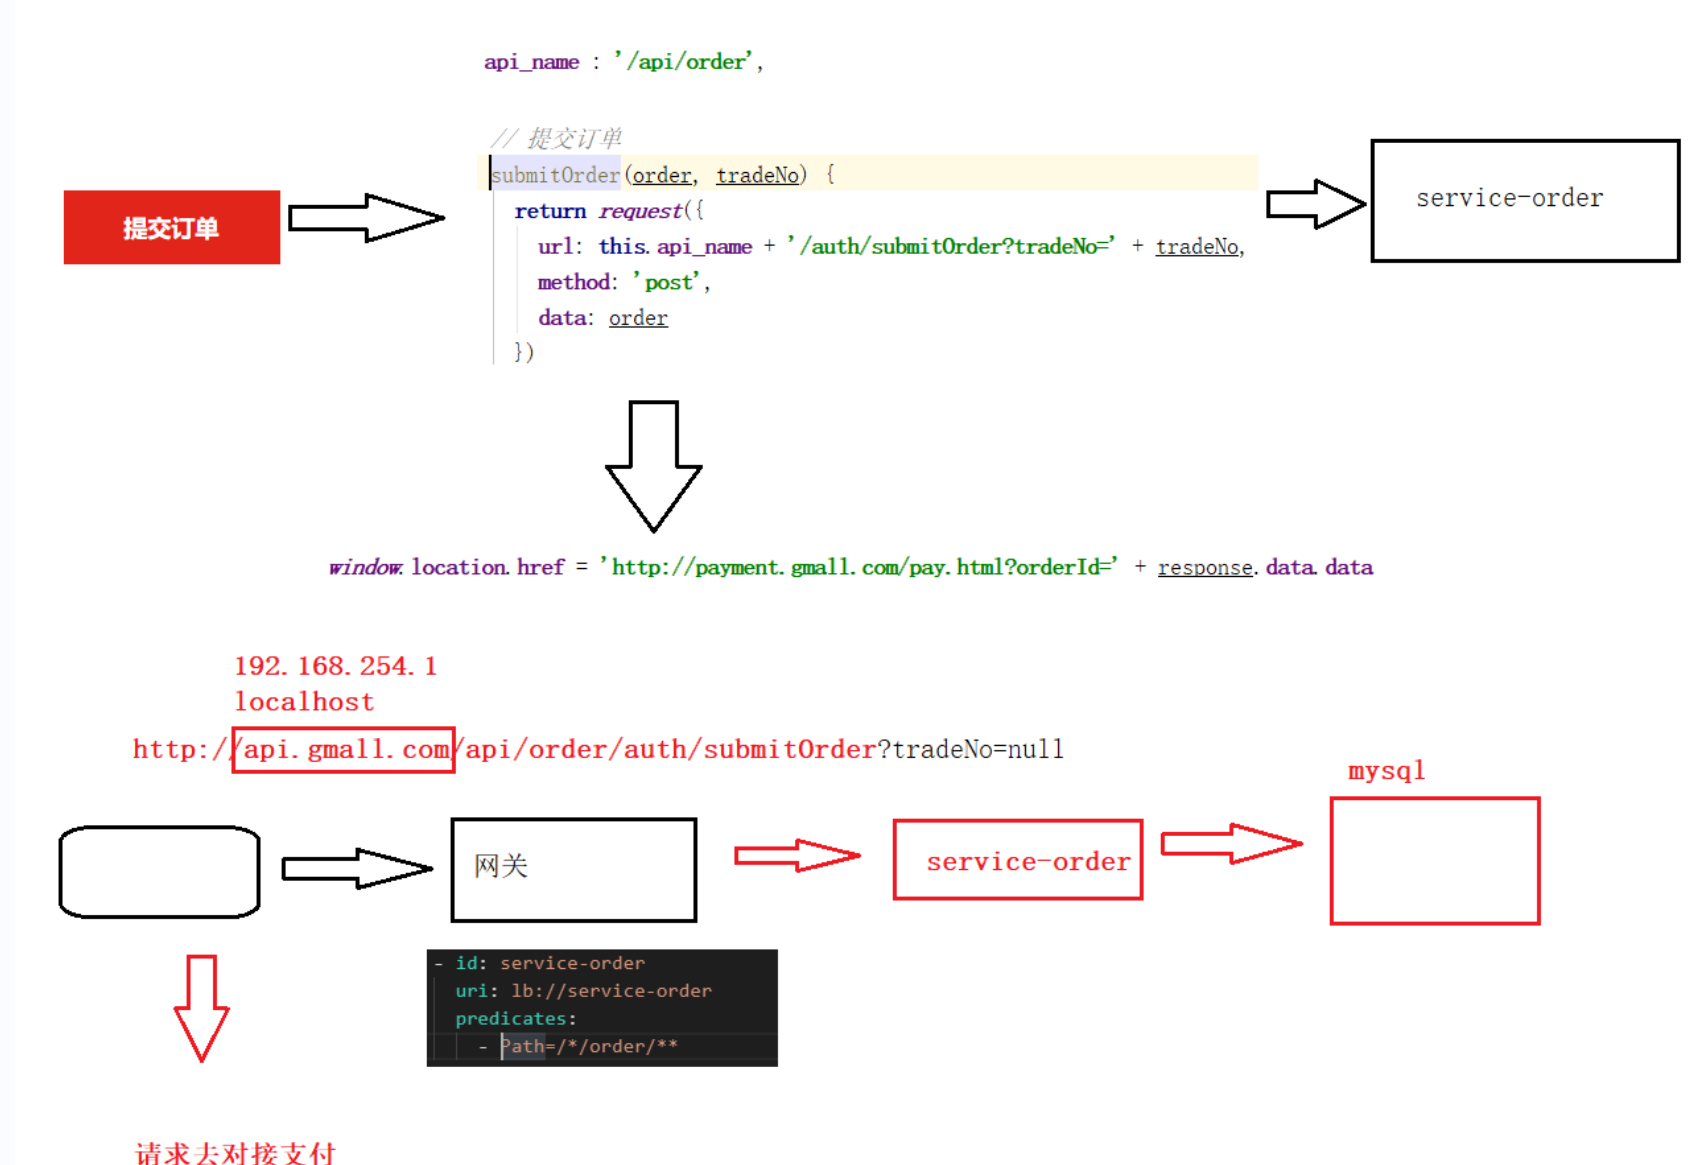 api_name : '/api/order',
// 提交订单
submitOrder(order, tradeNo) {
return request({
url: this.api_name + '/auth/submitOrder?tradeNo=' + tradeNo,
method: 'post',
data: order
})
提交订单
service-order
window.location.href = 'http://payment.gmall.com/pay.html?orderId=' + response.data.data
192.168.254.1
localhost
http://api.gmall.com/api/order/auth/submitOrder?tradeNo=null
mysql
网关
service-order
- id: service-order
uri: lb://service-order
predicates:
- Path=/*/order/**
请求去对接支付